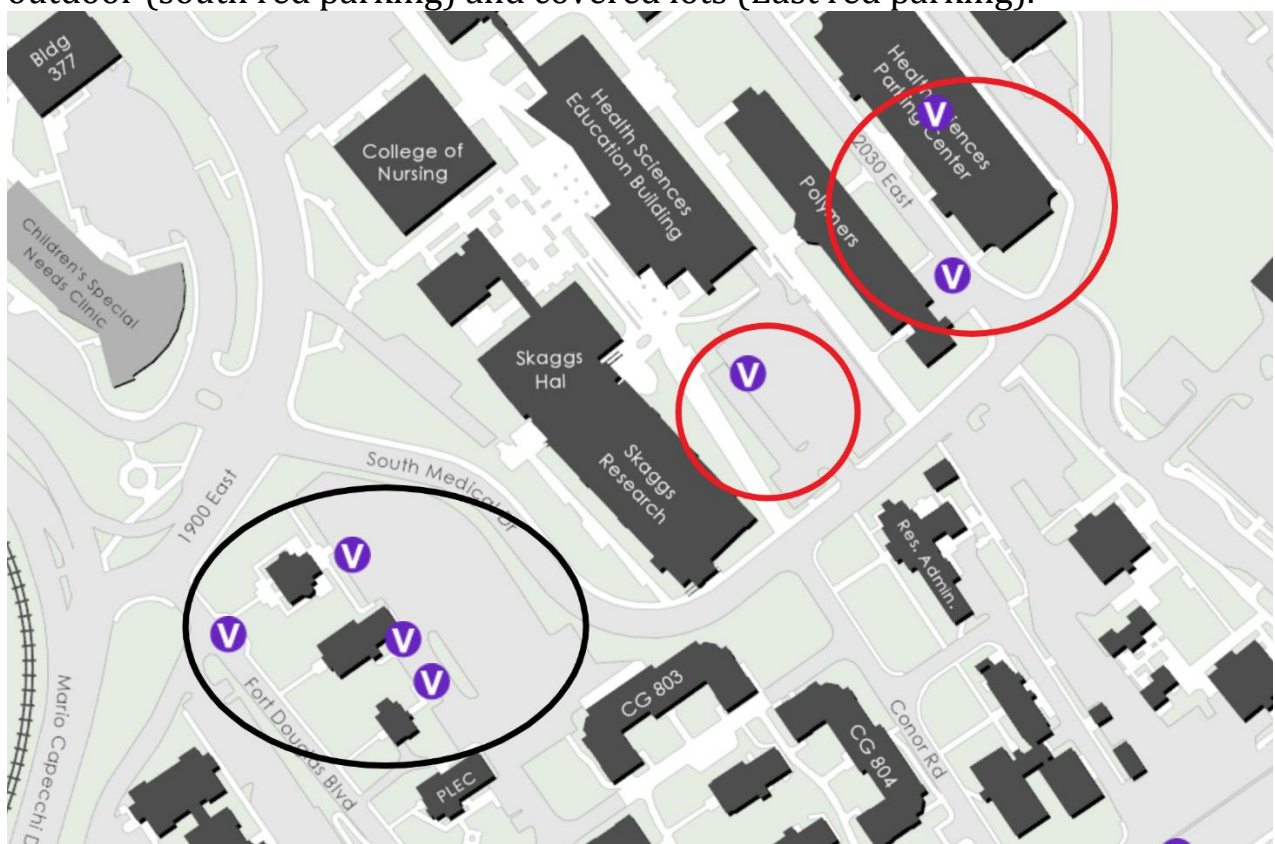 outdoor (south red parking) and covered lots (East red parking).
Bldg
377
College of
Nursing
Health Sciences
Education Building
Health Sciences
Parking Center
V
2030 East
Polymers
V
Children's Special
Needs Clinic
Skaggs
Hal
V
Skaggs
Research
South Medical Dr
1900 East
V
V
V
V
Res. Admin.
Mario Capecchi D
Fort Douglas Blvd
CG 803
CG 804
Conor Rd
PLEC